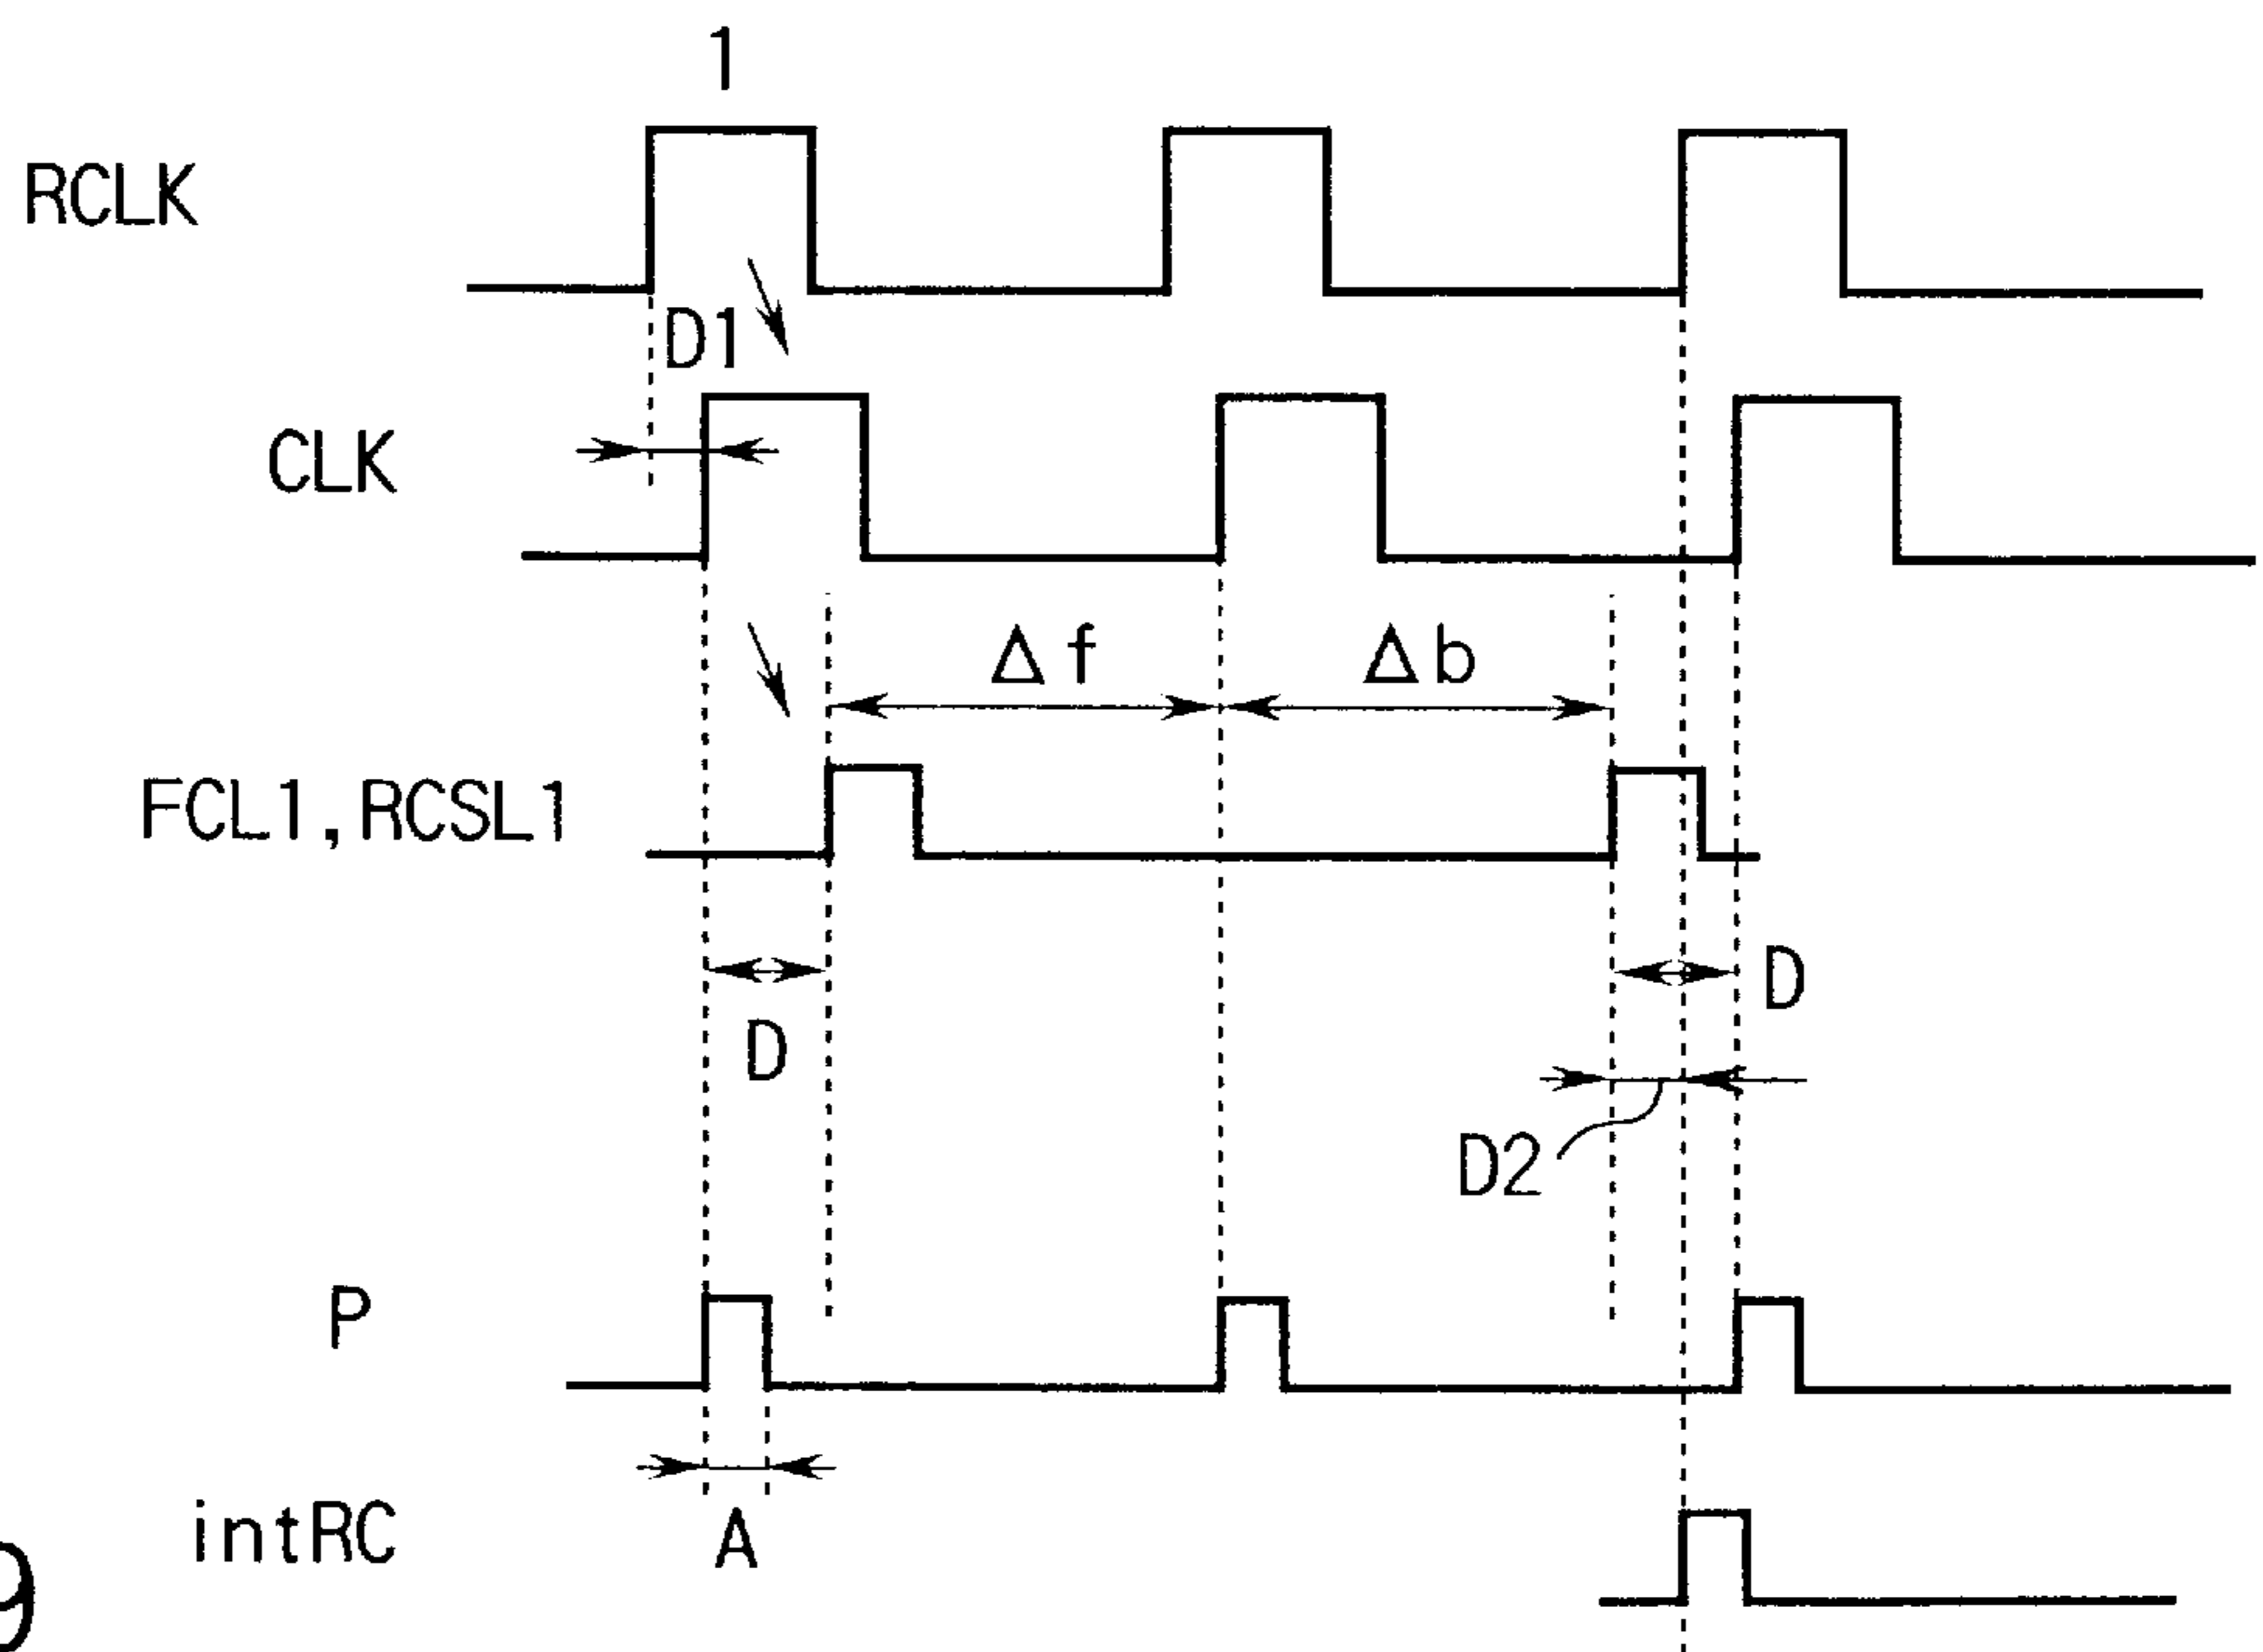 1
RCLK
D1
CLK
Δf
Δb
FCL1,RCSL1
D
D
D2
P
A
intRC
9